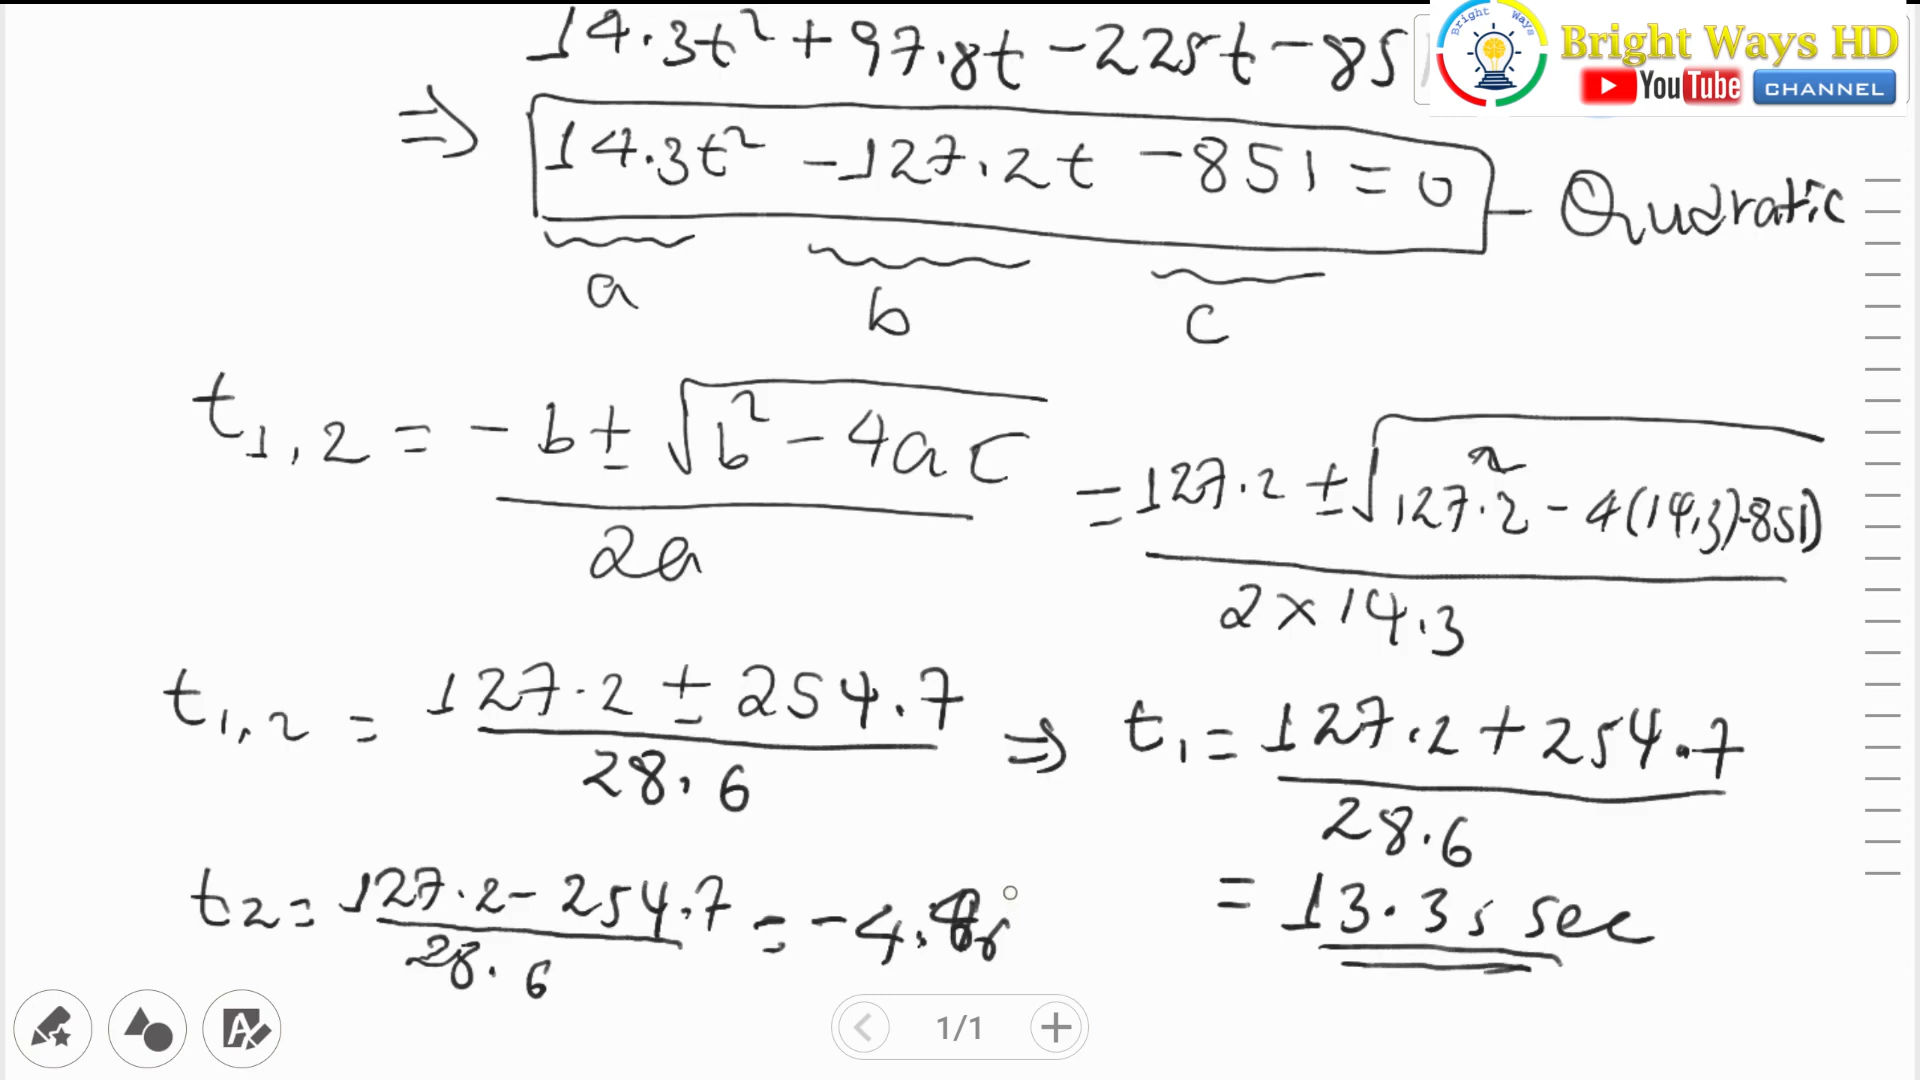 14.3t² + 97.8t - 225t - 851
⇒ 14.3t² - 127.2t - 851 = 0 - Quadratic
a b c
t₁,₂ = -b ± √(b² - 4ac) / 2a = 127.2 ± √(127.2² - 4(14.3)-851) / 2 × 14.3
t₁,₂ = 127.2 ± 254.7 / 28.6 ⇒ t₁ = 127.2 + 254.7 / 28.6
= 13.35 sec
t₂ = 127.2 - 254.7 / 28.6 = -4.
Bright Ways
Bright Ways HD
YouTube CHANNEL
1/1